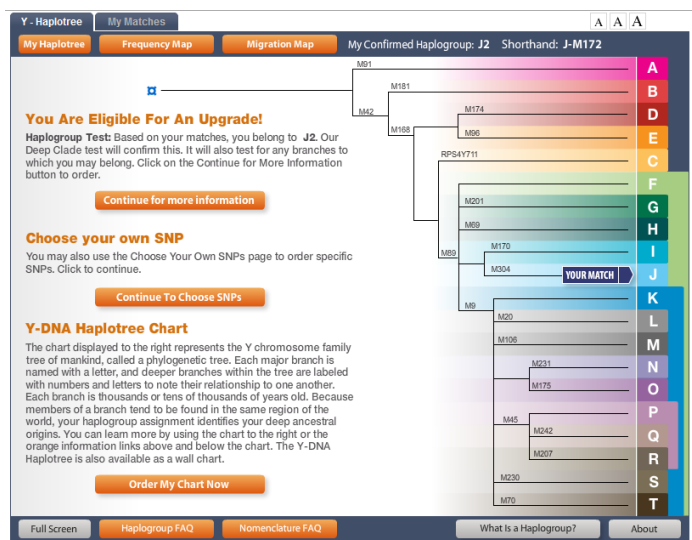 Y - Haplotree
My Matches
A A A
My Haplotree
Frequency Map
Migration Map
My Confirmed Haplogroup: J2 Shorthand: J-M172
You Are Eligible For An Upgrade!
Haplogroup Test: Based on your matches, you belong to J2. Our
Deep Clade test will confirm this. It will also test for any branches to
which you may belong. Click on the Continue for More Information
button to order.
Continue for more information
Choose your own SNP
You may also use the Choose Your Own SNPs page to order specific
SNPs. Click to continue.
Continue To Choose SNPs
Y-DNA Haplotree Chart
The chart displayed to the right represents the Y chromosome family
tree of mankind, called a phylogenetic tree. Each major branch is
named with a letter, and deeper branches within the tree are labeled
with numbers and letters to note their relationship to one another.
Each branch is thousands or tens of thousands of years old. Because
members of a branch tend to be found in the same region of the
world, your haplogroup assignment identifies your deep ancestral
origins. You can learn more by using the chart to the right or the
orange information links above and below the chart. The Y-DNA
Haplotree is also available as a wall chart.
Order My Chart Now
M91
A
M181
B
M42
M174
D
M168
M96
E
RPS4Y711
C
F
M201
G
M69
H
M89
M170
I
M304
YOUR MATCH
J
M9
K
M20
L
M106
M
M231
N
M175
O
M45
P
M242
Q
M207
R
M230
S
M70
T
Full Screen
Haplogroup FAQ
Nomenclature FAQ
What Is a Haplogroup?
About